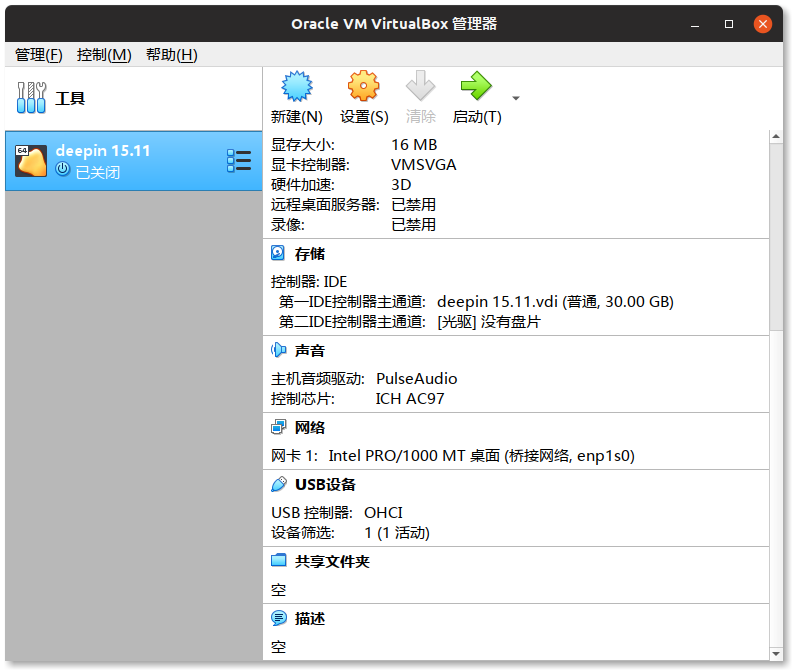 Oracle VM VirtualBox 管理器
管理(F) 控制(M) 帮助(H)
工具
新建(N) 设置(S) 清除 启动(T)
64
deepin 15.11
已关闭
显存大小: 16 MB
显卡控制器: VMSVGA
硬件加速: 3D
远程桌面服务器: 已禁用
录像: 已禁用
存储
控制器: IDE
第一IDE控制器主通道: deepin 15.11.vdi (普通, 30.00 GB)
第二IDE控制器主通道: [光驱] 没有盘片
声音
主机音频驱动: PulseAudio
控制芯片: ICH AC97
网络
网卡 1: Intel PRO/1000 MT 桌面 (桥接网络, enp1s0)
USB设备
USB 控制器: OHCI
设备筛选: 1 (1 活动)
共享文件夹
空
描述
空